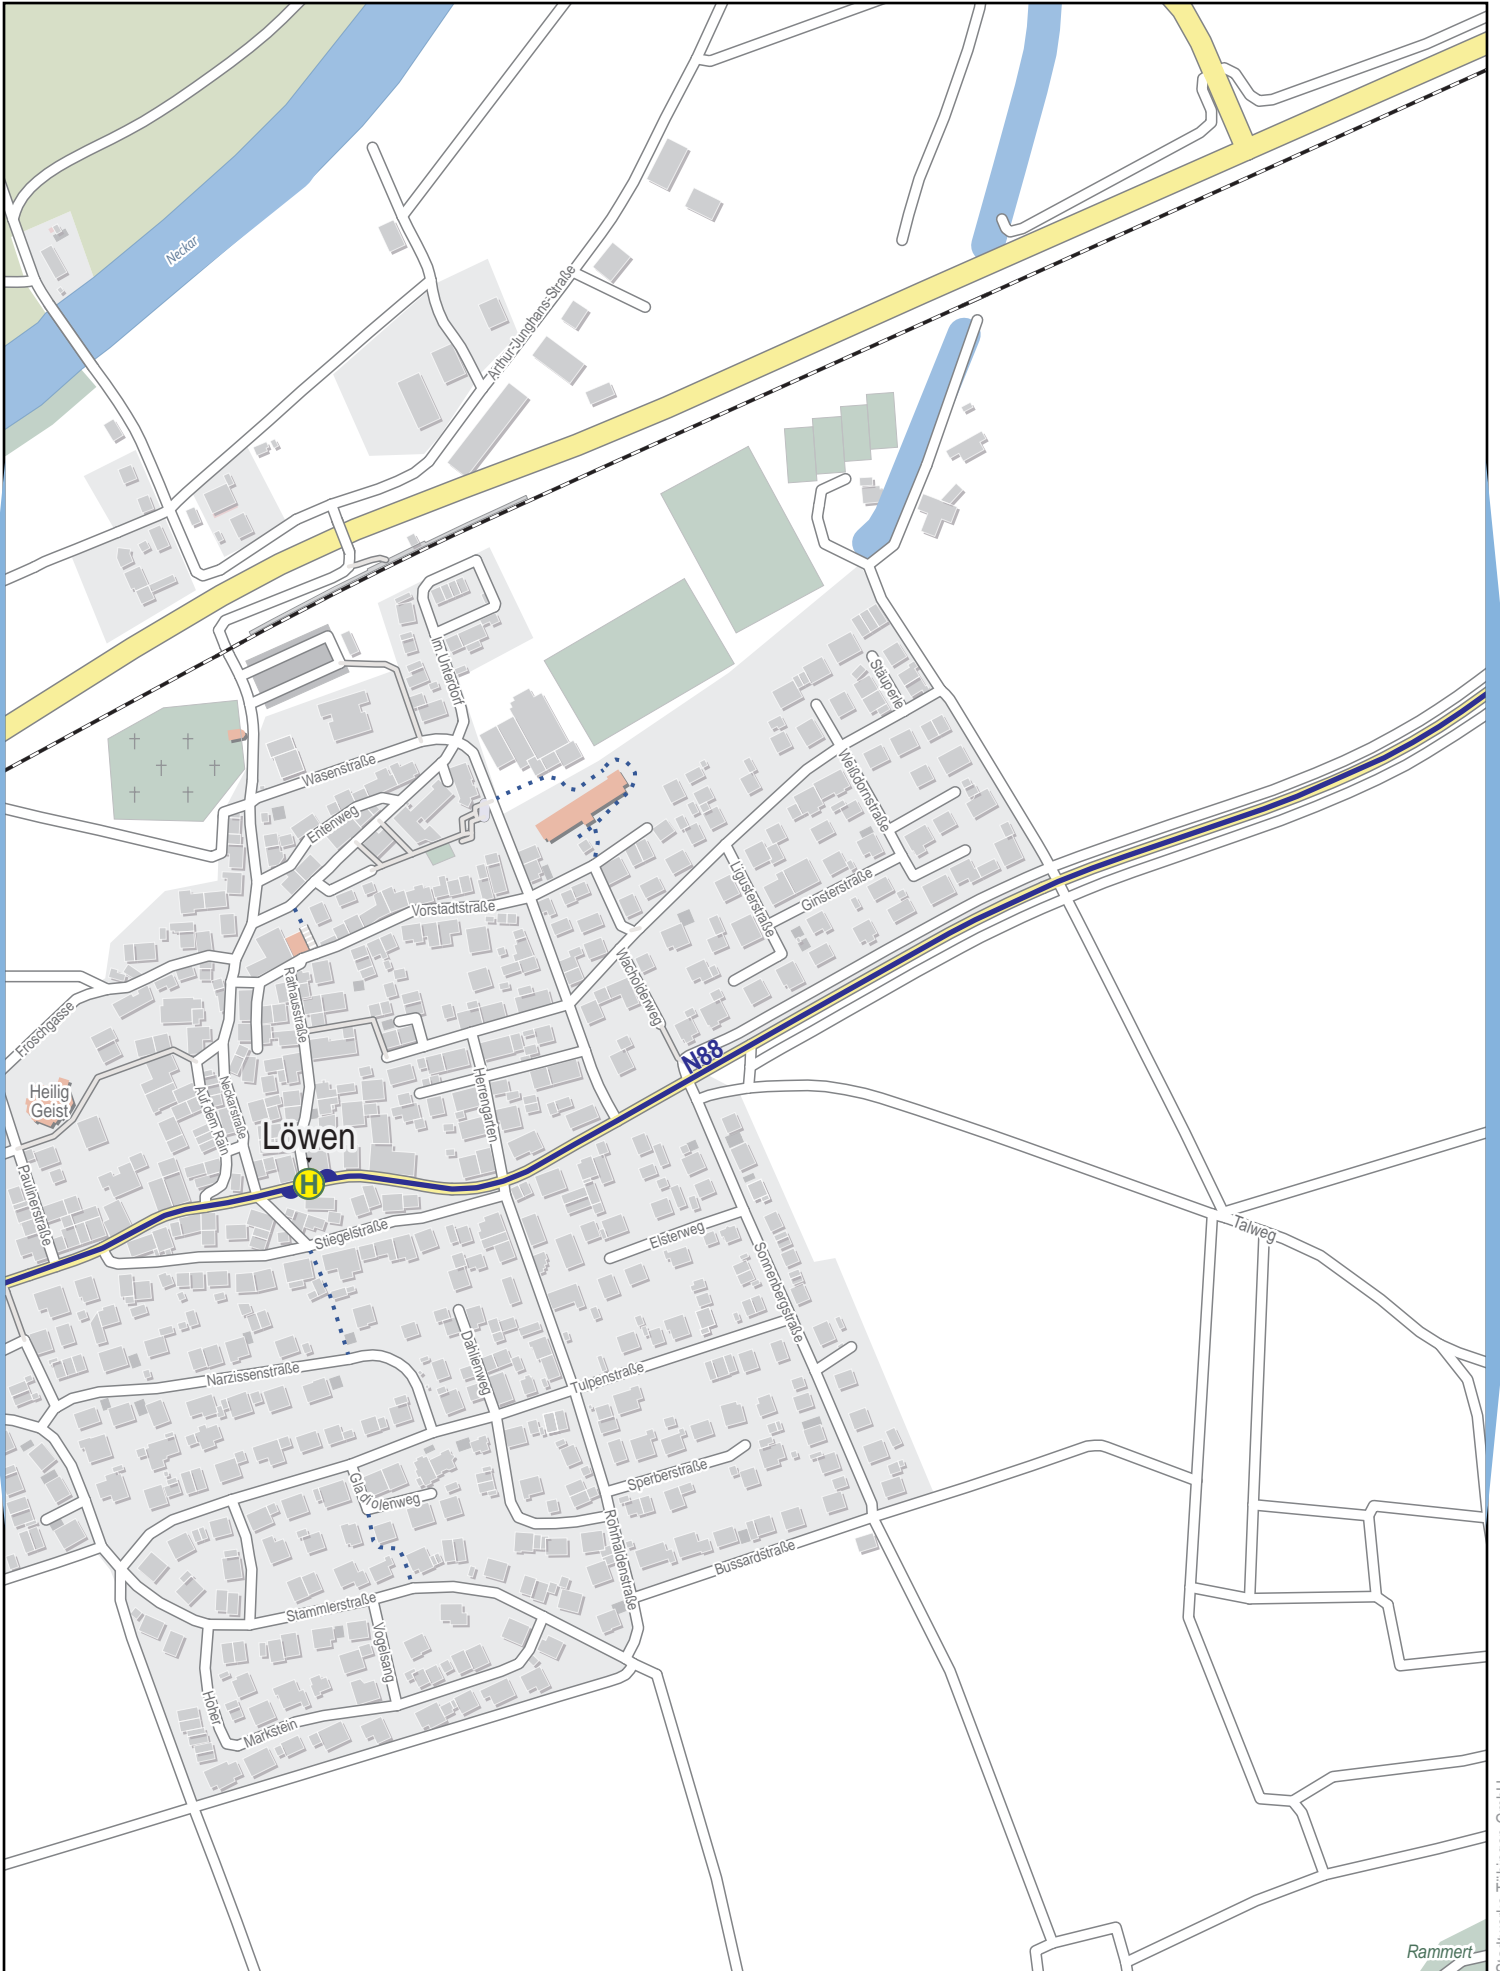 Neckar
Arthur-Junghans-Straße
Im Unterdorf
Stäuperle
Wasenstraße
Weißdornstraße
Entenweg
Ligusterstraße
Ginsterstraße
Vorstadtstraße
Wacholderweg
Rathausstraße
Froschgasse
N88
Heilig
Geist
Auf dem Rain
Neckarstraße
Herrengarten
Löwen
H
Paulinerstraße
Stiegelstraße
Elsterweg
Talweg
Sonnenbergstraße
Dahlienweg
Narzissenstraße
Tulpenstraße
Sperberstraße
Gladiolenweg
Röhrhaldenstraße
Bussardstraße
Stammlerstraße
Vogelsang
Höher
Markstein
Rammert